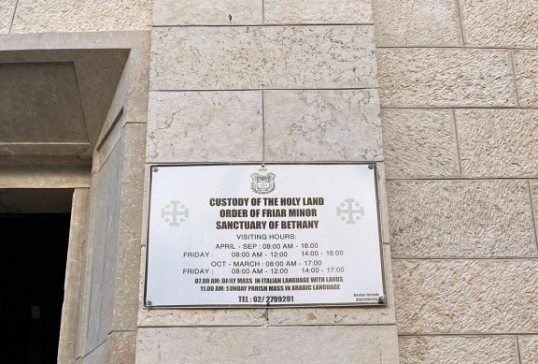 CUSTODY OF THE HOLY LAND
ORDER OF FRIAR MINOR
SANCTUARY OF BETHANY
VISITING HOURS:
APRIL - SEP : 08:00 AM - 18:00
FRIDAY : 08:00 AM - 12:00 14:00 - 18:00
OCT - MARCH : 08:00 AM - 17:00
FRIDAY : 08:00 AM - 12:00 14:00 - 17:00
07.00 AM: DAILY MASS IN ITALIAN LANGUAGE WITH LAUDS
11.00 AM: SUNDAY PARISH MASS IN ARABIC LANGUAGE
TEL : 02/ 2799291